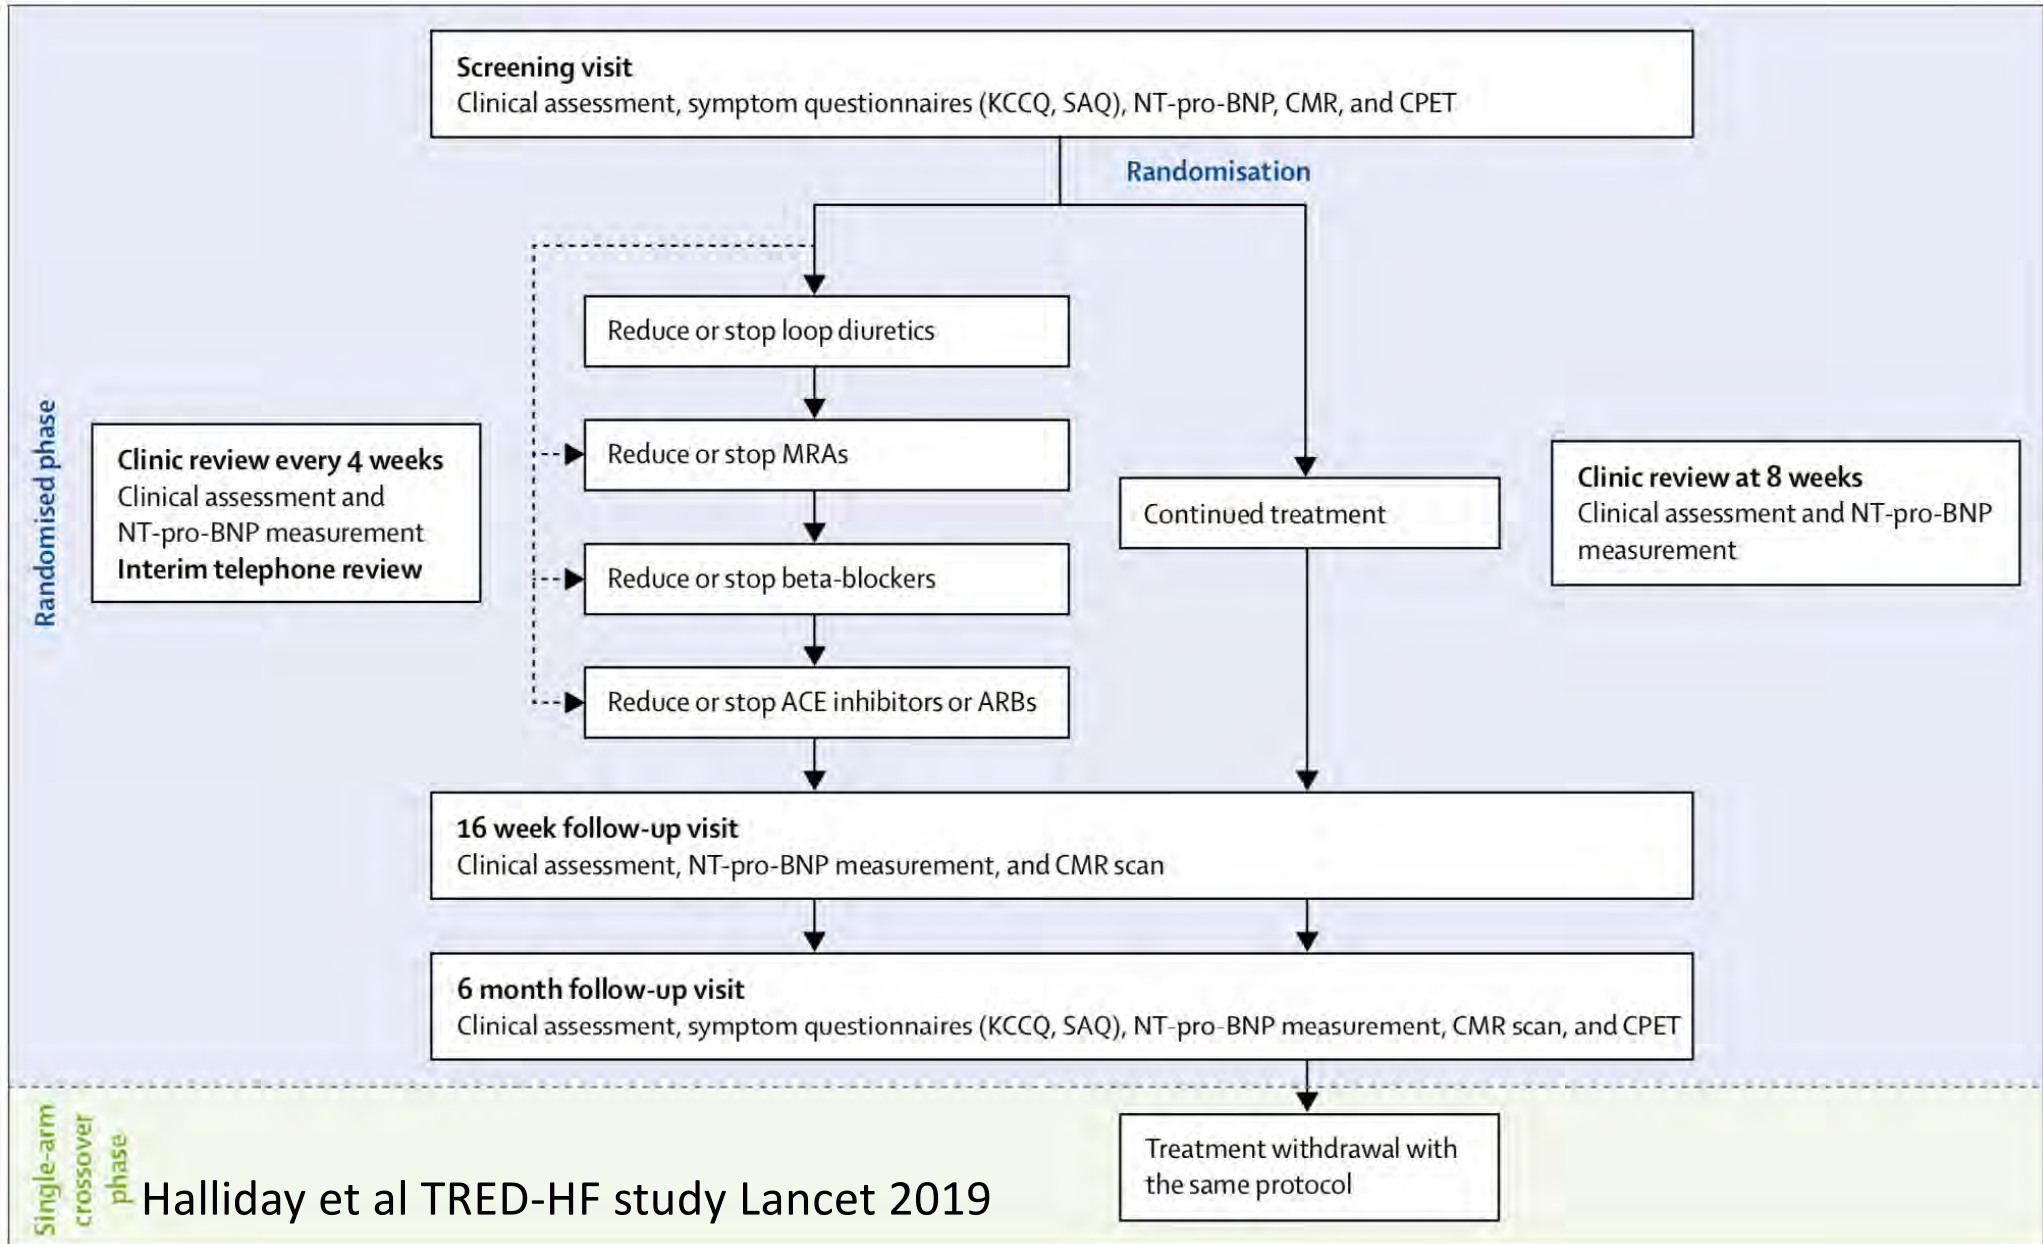 Screening visit
Clinical assessment, symptom questionnaires (KCCQ, SAQ), NT-pro-BNP, CMR, and CPET
Randomisation
Randomised phase
Clinic review every 4 weeks
Clinical assessment and
NT-pro-BNP measurement
Interim telephone review
Reduce or stop loop diuretics
Reduce or stop MRAs
Reduce or stop beta-blockers
Reduce or stop ACE inhibitors or ARBs
Continued treatment
Clinic review at 8 weeks
Clinical assessment and NT-pro-BNP
measurement
16 week follow-up visit
Clinical assessment, NT-pro-BNP measurement, and CMR scan
6 month follow-up visit
Clinical assessment, symptom questionnaires (KCCQ, SAQ), NT-pro-BNP measurement, CMR scan, and CPET
Single-arm
crossover
phase
Treatment withdrawal with
the same protocol
Halliday et al TRED-HF study Lancet 2019